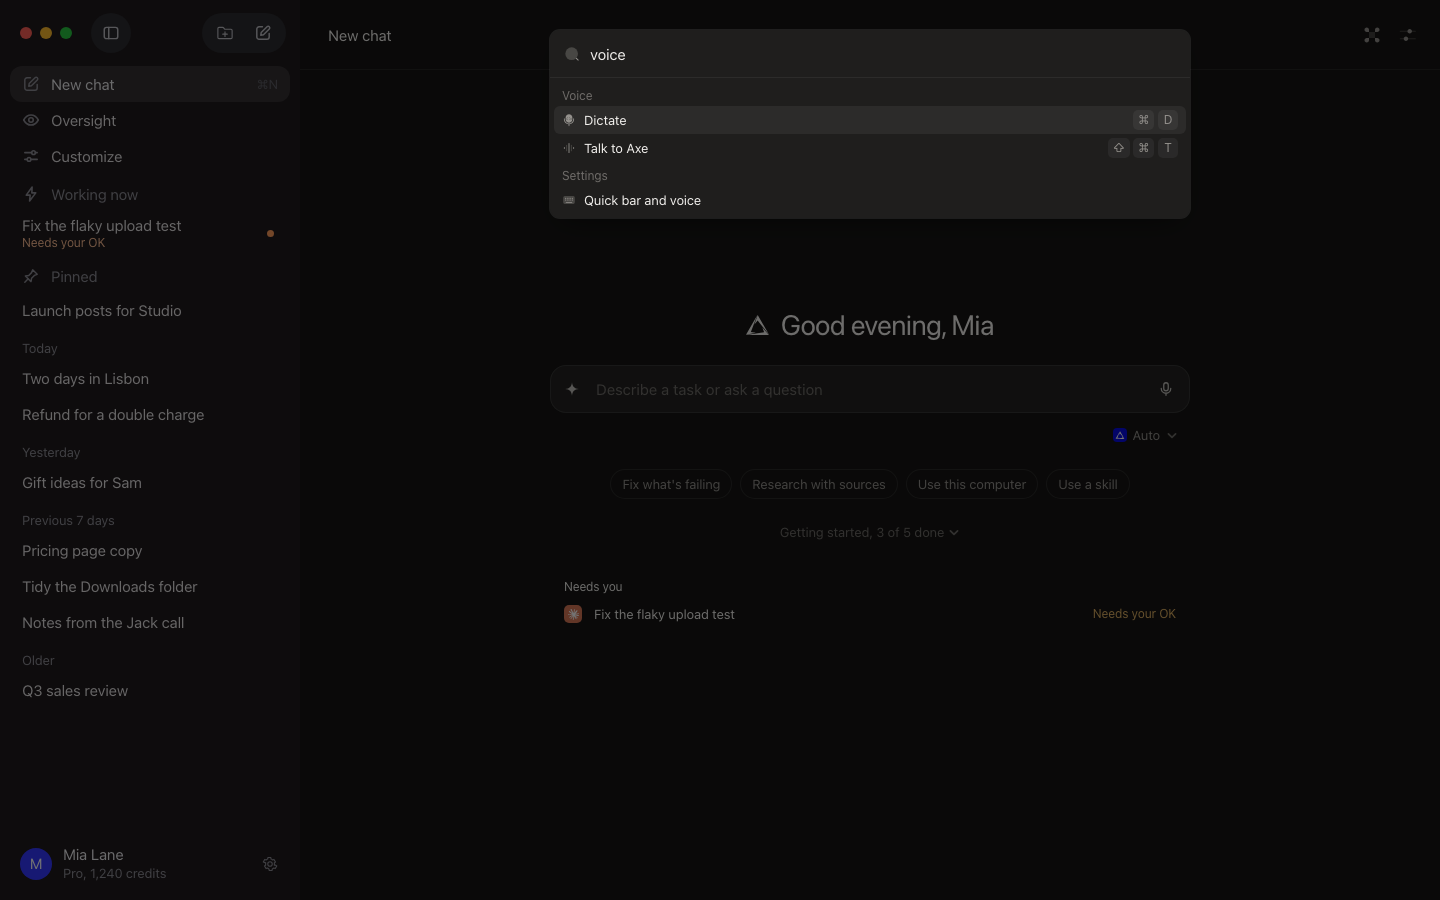 New chat
⌘N
Oversight
Customize
Working now
Fix the flaky upload test
Needs your OK
Pinned
Launch posts for Studio
Today
Two days in Lisbon
Refund for a double charge
Yesterday
Gift ideas for Sam
Previous 7 days
Pricing page copy
Tidy the Downloads folder
Notes from the Jack call
Older
Q3 sales review
M
Mia Lane
Pro, 1,240 credits
New chat
voice
Voice
Dictate ⌘ D
Talk to Axe ⇧ ⌘ T
Settings
Quick bar and voice
Good evening, Mia
Describe a task or ask a question
Auto
Fix what's failing Research with sources Use this computer Use a skill
Getting started, 3 of 5 done
Needs you
Fix the flaky upload test Needs your OK